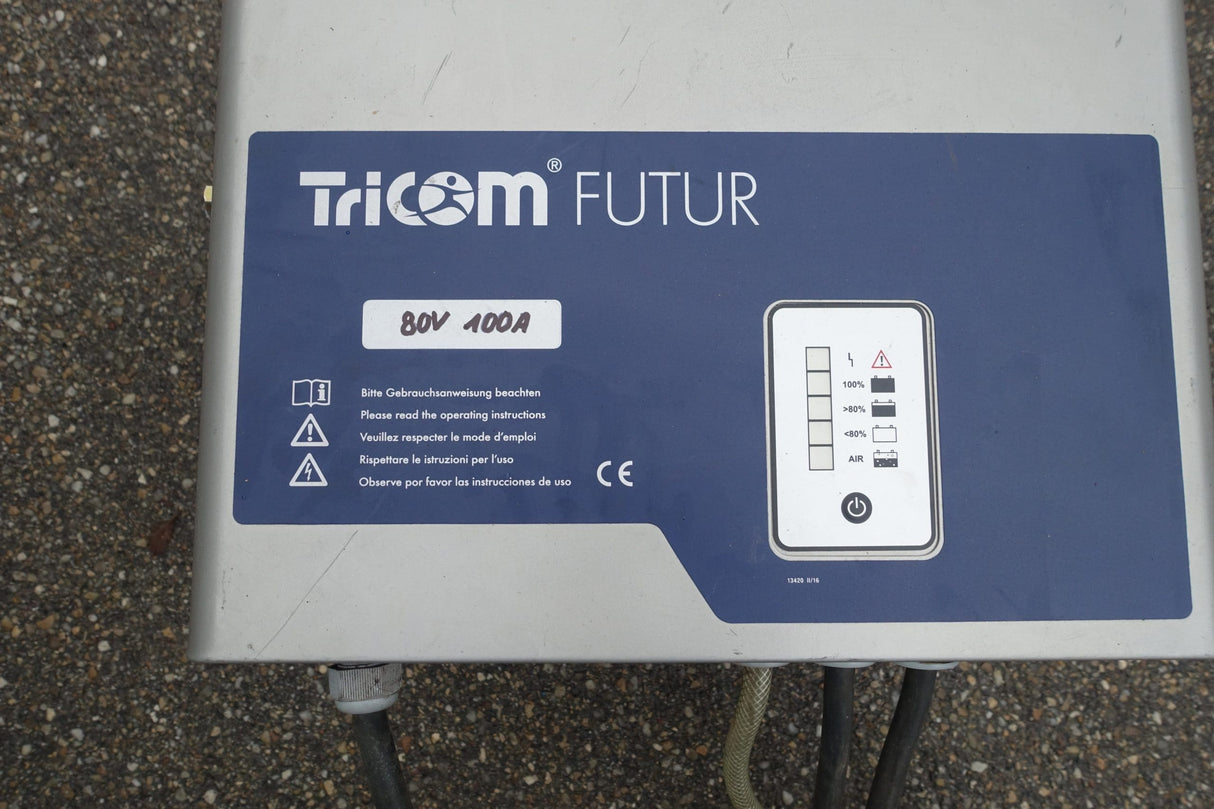 TriCOM® FUTUR
80V 100A
Bitte Gebrauchsanweisung beachten
Please read the operating instructions
Veuillez respecter le mode d'emploi
Rispettare le istruzioni per l'uso
Observe por favor las instrucciones de uso
CE
100%
>80%
<80%
AIR
13420 II/16